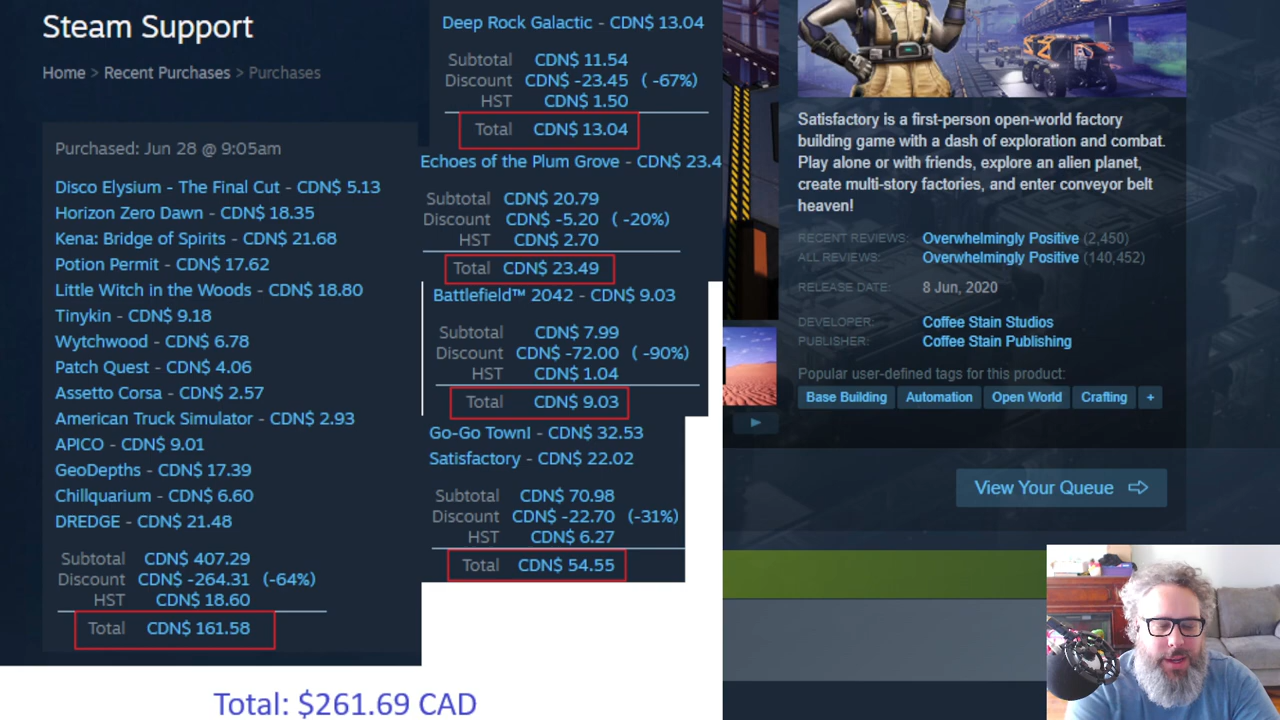 Steam Support
Home > Recent Purchases > Purchases
Purchased: Jun 28 @ 9:05am
Disco Elysium - The Final Cut - CDN$ 5.13
Horizon Zero Dawn - CDN$ 18.35
Kena: Bridge of Spirits - CDN$ 21.68
Potion Permit - CDN$ 17.62
Little Witch in the Woods - CDN$ 18.80
Tinykin - CDN$ 9.18
Wytchwood - CDN$ 6.78
Patch Quest - CDN$ 4.06
Assetto Corsa - CDN$ 2.57
American Truck Simulator - CDN$ 2.93
APICO - CDN$ 9.01
GeoDepths - CDN$ 17.39
Chillquarium - CDN$ 6.60
DREDGE - CDN$ 21.48
Subtotal CDN$ 407.29
Discount CDN$ -264.31 (-64%)
HST CDN$ 18.60
Total CDN$ 161.58
Deep Rock Galactic - CDN$ 13.04
Subtotal CDN$ 11.54
Discount CDN$ -23.45 ( -67%)
HST CDN$ 1.50
Total CDN$ 13.04
Echoes of the Plum Grove - CDN$ 23.4
Subtotal CDN$ 20.79
Discount CDN$ -5.20 ( -20%)
HST CDN$ 2.70
Total CDN$ 23.49
Battlefield™ 2042 - CDN$ 9.03
Subtotal CDN$ 7.99
Discount CDN$ -72.00 ( -90%)
HST CDN$ 1.04
Total CDN$ 9.03
Go-Go Town! - CDN$ 32.53
Satisfactory - CDN$ 22.02
Subtotal CDN$ 70.98
Discount CDN$ -22.70 (-31%)
HST CDN$ 6.27
Total CDN$ 54.55
Total: $261.69 CAD
Satisfactory is a first-person open-world factory
building game with a dash of exploration and combat.
Play alone or with friends, explore an alien planet,
create multi-story factories, and enter conveyor belt
heaven!
RECENT REVIEWS: Overwhelmingly Positive (2,450)
ALL REVIEWS: Overwhelmingly Positive (140,452)
RELEASE DATE: 8 Jun, 2020
DEVELOPER: Coffee Stain Studios
PUBLISHER: Coffee Stain Publishing
Popular user-defined tags for this product:
Base Building Automation Open World Crafting +
View Your Queue